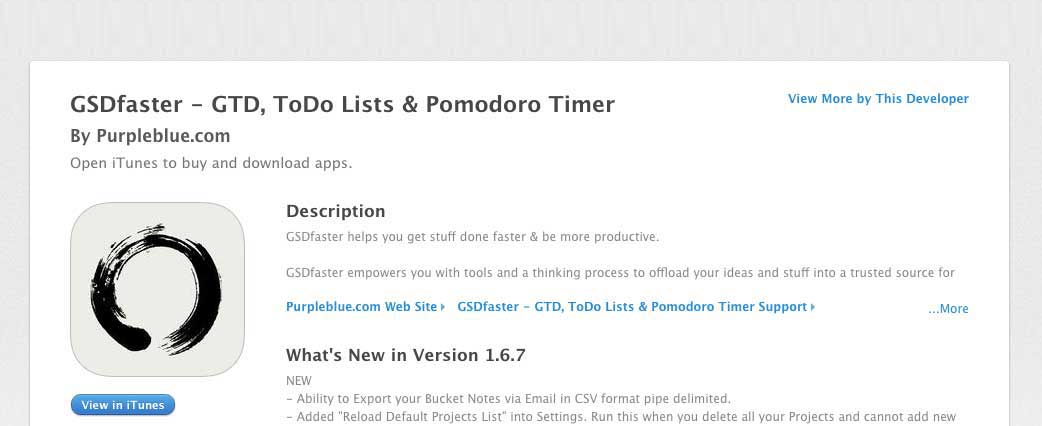 GSDfaster - GTD, ToDo Lists & Pomodoro Timer
View More by This Developer
By Purpleblue.com
Open iTunes to buy and download apps.
Description
GSDfaster helps you get stuff done faster & be more productive.
GSDfaster empowers you with tools and a thinking process to offload your ideas and stuff into a trusted source for
Purpleblue.com Web Site
GSDfaster - GTD, ToDo Lists & Pomodoro Timer Support
...More
What's New in Version 1.6.7
NEW
- Ability to Export your Bucket Notes via Email in CSV format pipe delimited.
View in iTunes
- Added "Reload Default Projects List" into Settings. Run this when you delete all your Projects and cannot add new